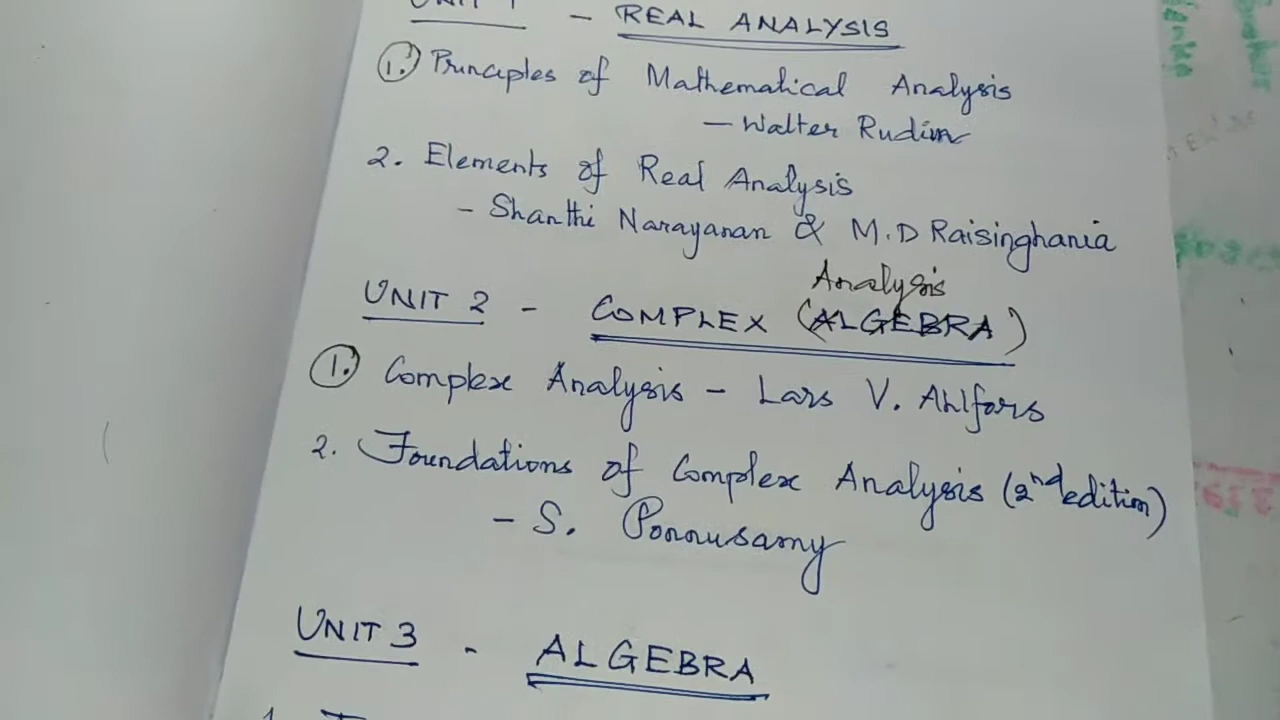 UNIT 1 - REAL ANALYSIS
1. Principles of Mathematical Analysis
- Walter Rudin
2. Elements of Real Analysis
- Shanthi Narayanan & M.D Raisinghania
Analysis
UNIT 2 - COMPLEX (ALGEBRA)
1. Complex Analysis - Lars V. Ahlfors
2. Foundations of Complex Analysis (2nd edition)
- S. Ponnusamy
UNIT 3 - ALGEBRA